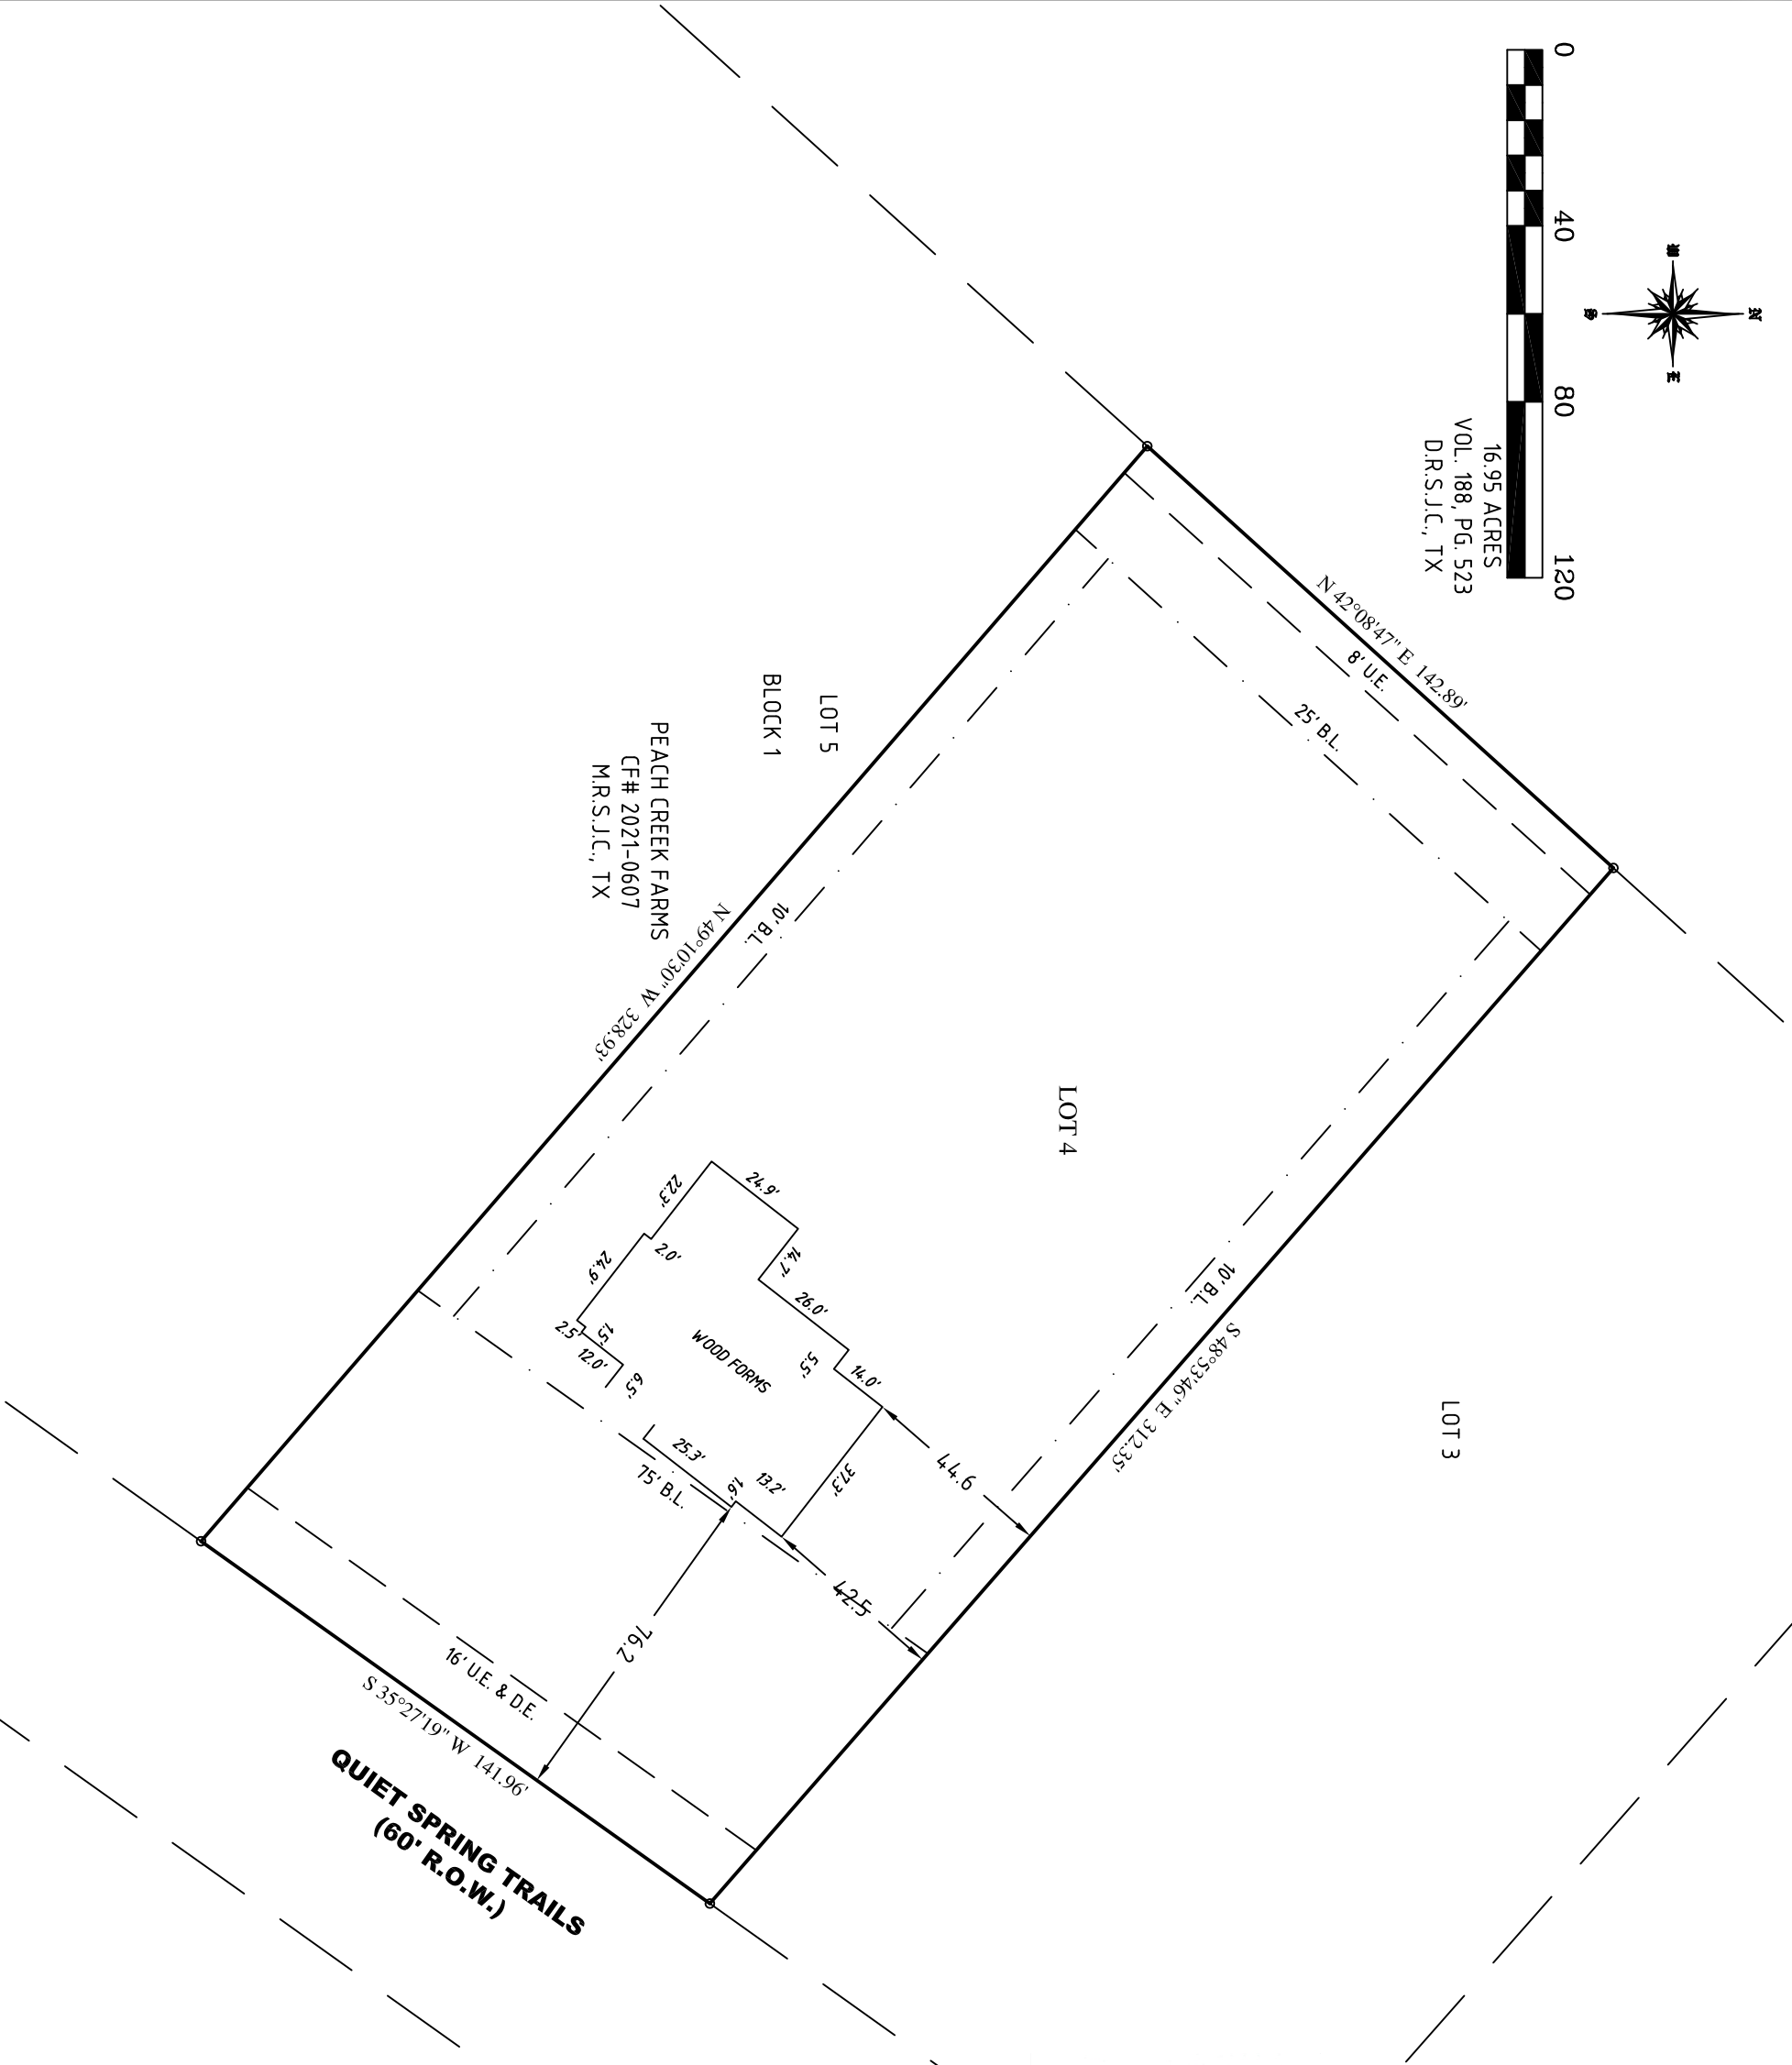 0 40 80 120
N
W
E
S
16.95 ACRES
VOL. 188, PG. 523
D.R.S.J.C., TX
N 42°08'47" E 142.89'
8' U.E.
25' B.L.
LOT 3
LOT 4
10' B.L.
S 48°53'46" E 312.35'
LOT 5
BLOCK 1
PEACH CREEK FARMS
CF# 2021-0607
M.R.S.J.C., TX
10' B.L.
N 49°10'30" W 328.93'
24.9'
14.7'
26.0'
5.5'
14.0'
37.3'
22.3'
2.0'
24.9'
2.5'
1.5'
12.0'
6.5'
25.3'
1.6'
13.2'
WOOD FORMS
44.6
42.5
75' B.L.
76.2
16' U.E. & D.E.
S 35°27'19" W 141.96'
QUIET SPRING TRAILS
(60' R.O.W.)